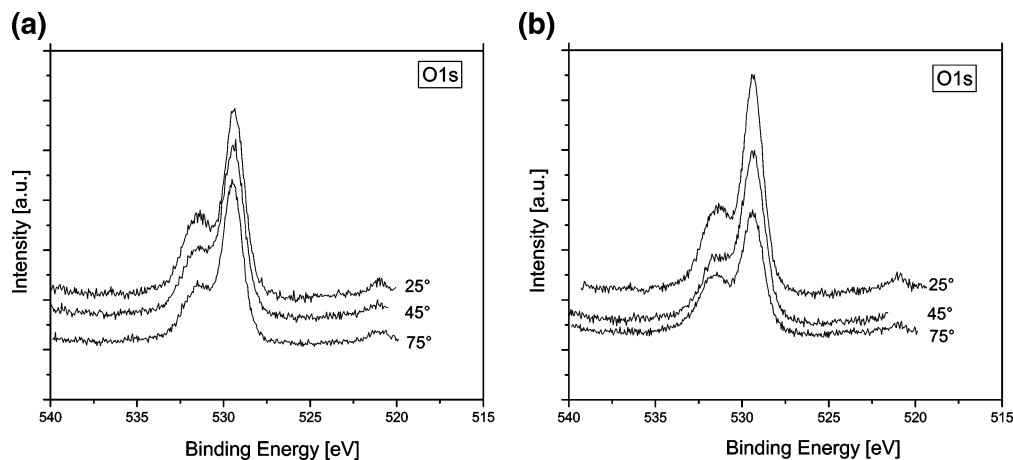 (a)
O1s
Intensity [a.u.]
25°
45°
75°
540 535 530 525 520 515
Binding Energy [eV]
(b)
O1s
Intensity [a.u.]
25°
45°
75°
540 535 530 525 520 515
Binding Energy [eV]